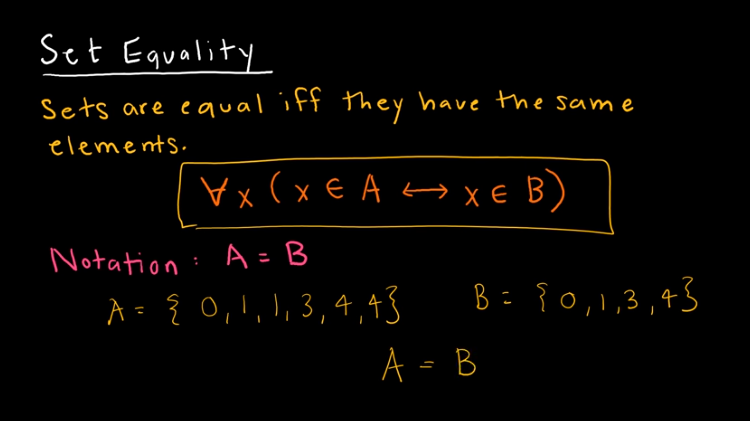 Set Equality
Sets are equal iff they have the same
elements.
∀x(x ∈ A ↔ x ∈ B)
Notation: A = B
A = { 0, 1, 1, 3, 4, 4} B = { 0, 1, 3, 4}
A = B